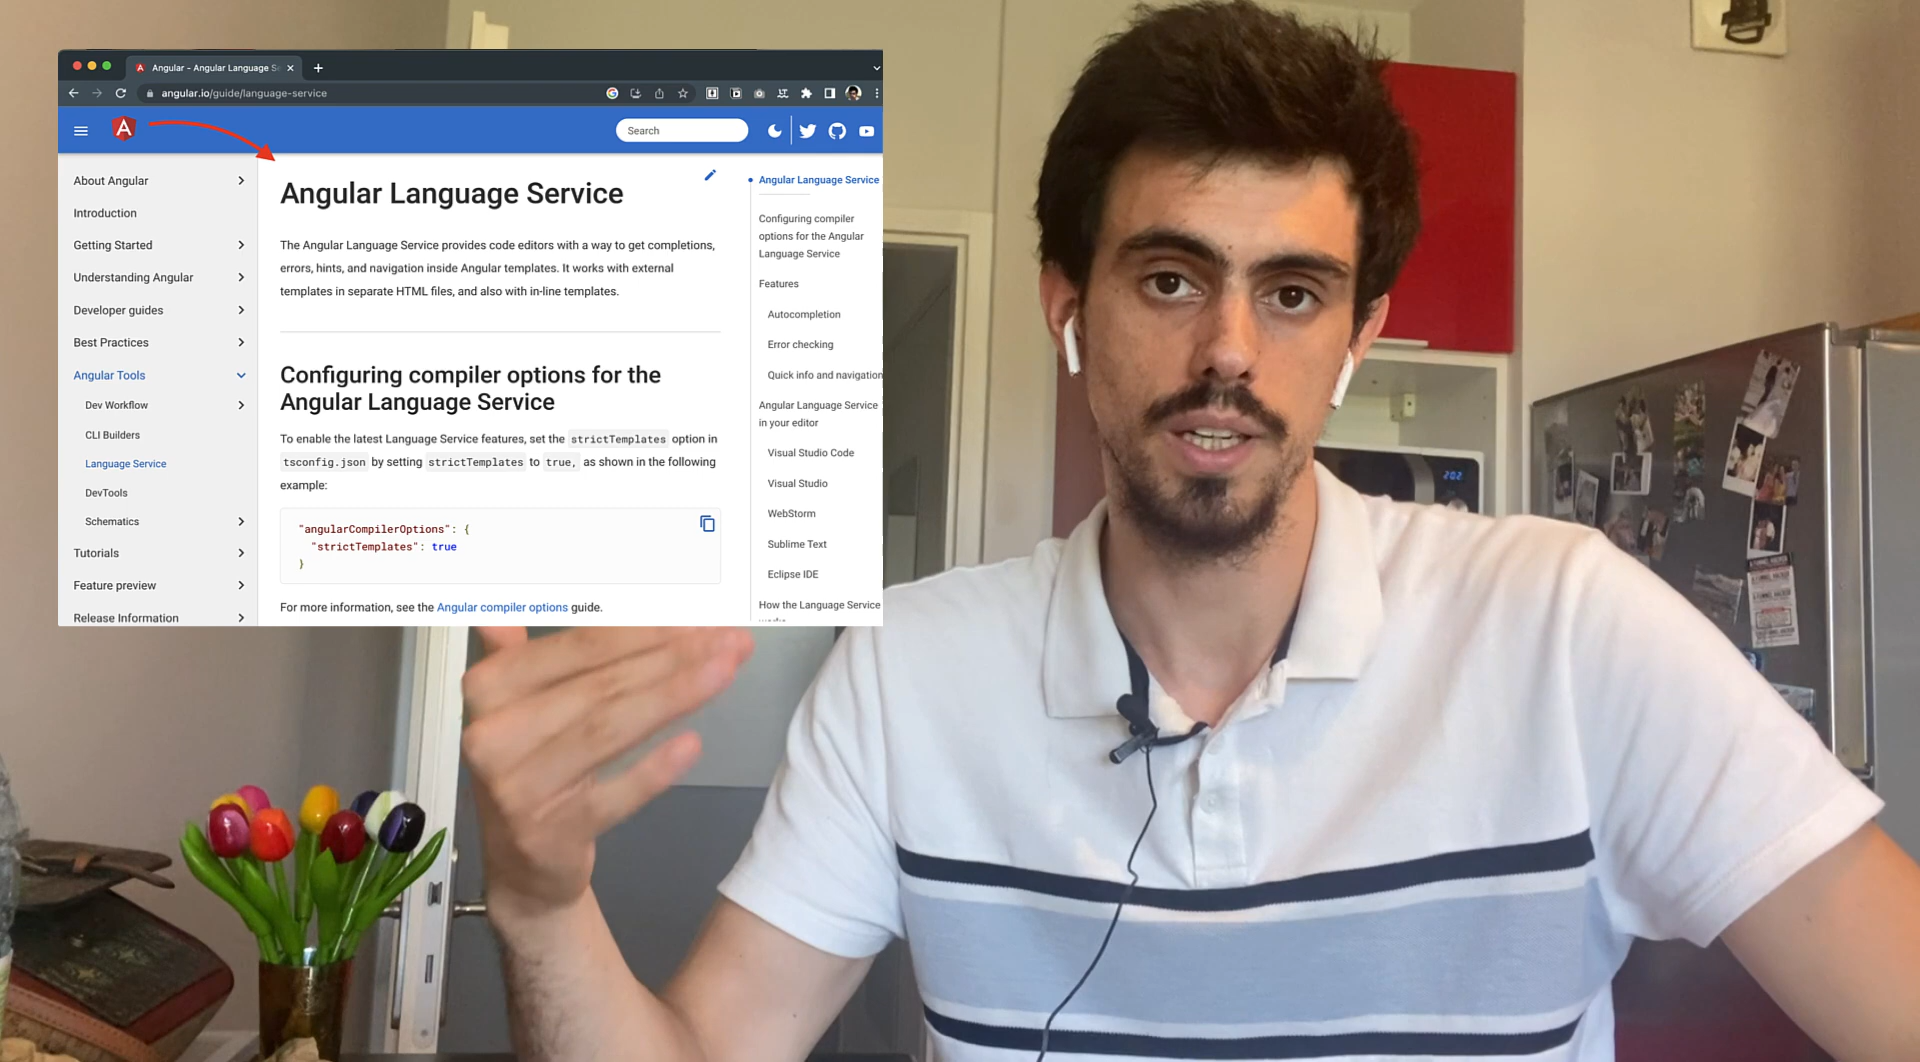 Angular - Angular Language Se
angular.io/guide/language-service
Search
About Angular
Introduction
Getting Started
Understanding Angular
Developer guides
Best Practices
Angular Tools
Dev Workflow
CLI Builders
Language Service
DevTools
Schematics
Tutorials
Feature preview
Release Information
Angular Language Service
The Angular Language Service provides code editors with a way to get completions,
errors, hints, and navigation inside Angular templates. It works with external
templates in separate HTML files, and also with in-line templates.
Configuring compiler options for the
Angular Language Service
To enable the latest Language Service features, set the strictTemplates option in
tsconfig.json by setting strictTemplates to true, as shown in the following
example:
"angularCompilerOptions": {
"strictTemplates": true
}
For more information, see the Angular compiler options guide.
Angular Language Service
Configuring compiler
options for the Angular
Language Service
Features
Autocompletion
Error checking
Quick info and navigation
Angular Language Service
in your editor
Visual Studio Code
Visual Studio
WebStorm
Sublime Text
Eclipse IDE
How the Language Service